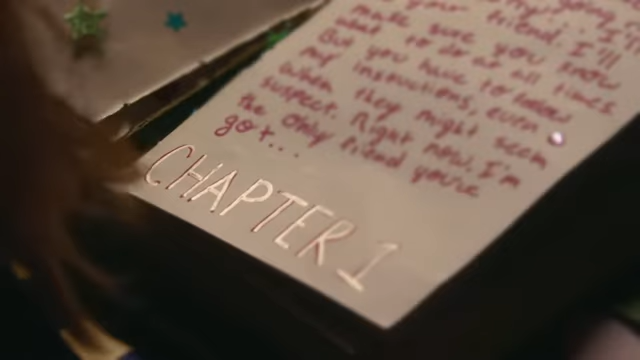 going
your friend. I'll
make sure you know
what to do at all times.
But you have to follow
my instructions, even
when they might seem
suspect. Right now, I'm
the only friend you've
got...
CHAPTER 1